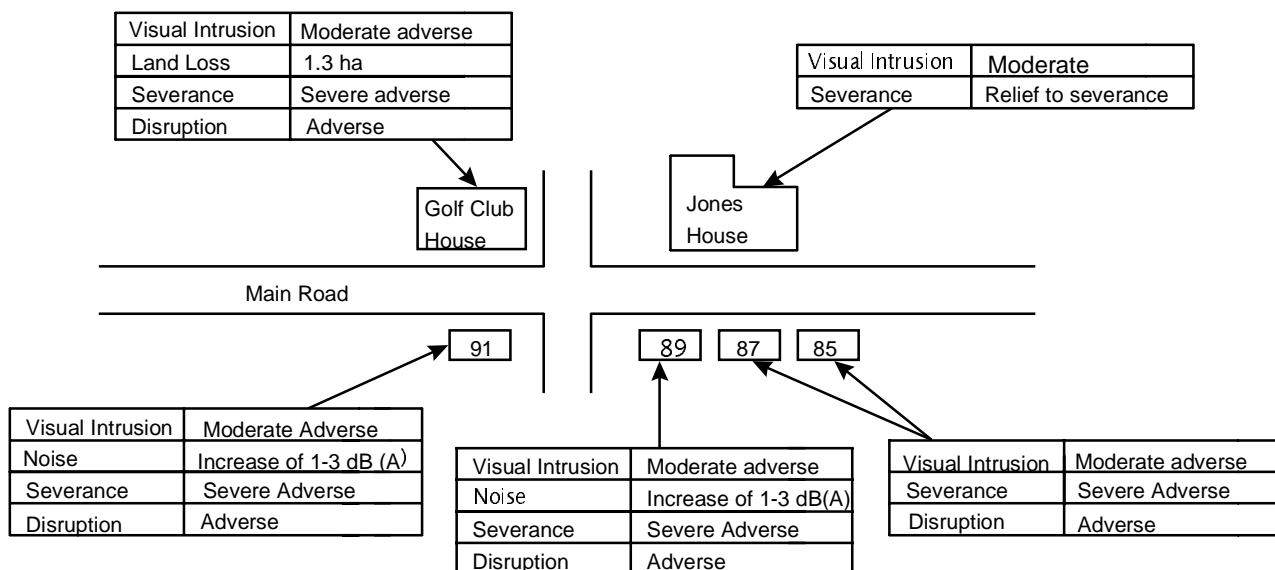 Visual Intrusion Moderate adverse
Land Loss 1.3 ha
Severance Severe adverse
Disruption Adverse
Visual Intrusion Moderate
Severance Relief to severance
Golf Club
House
Jones
House
Main Road
91
89
87
85
Visual Intrusion Moderate Adverse
Noise Increase of 1-3 dB (A)
Severance Severe Adverse
Disruption Adverse
Visual Intrusion Moderate adverse
Noise Increase of 1-3 dB(A)
Severance Severe Adverse
Disruption Adverse
Visual Intrusion Moderate adverse
Severance Severe Adverse
Disruption Adverse